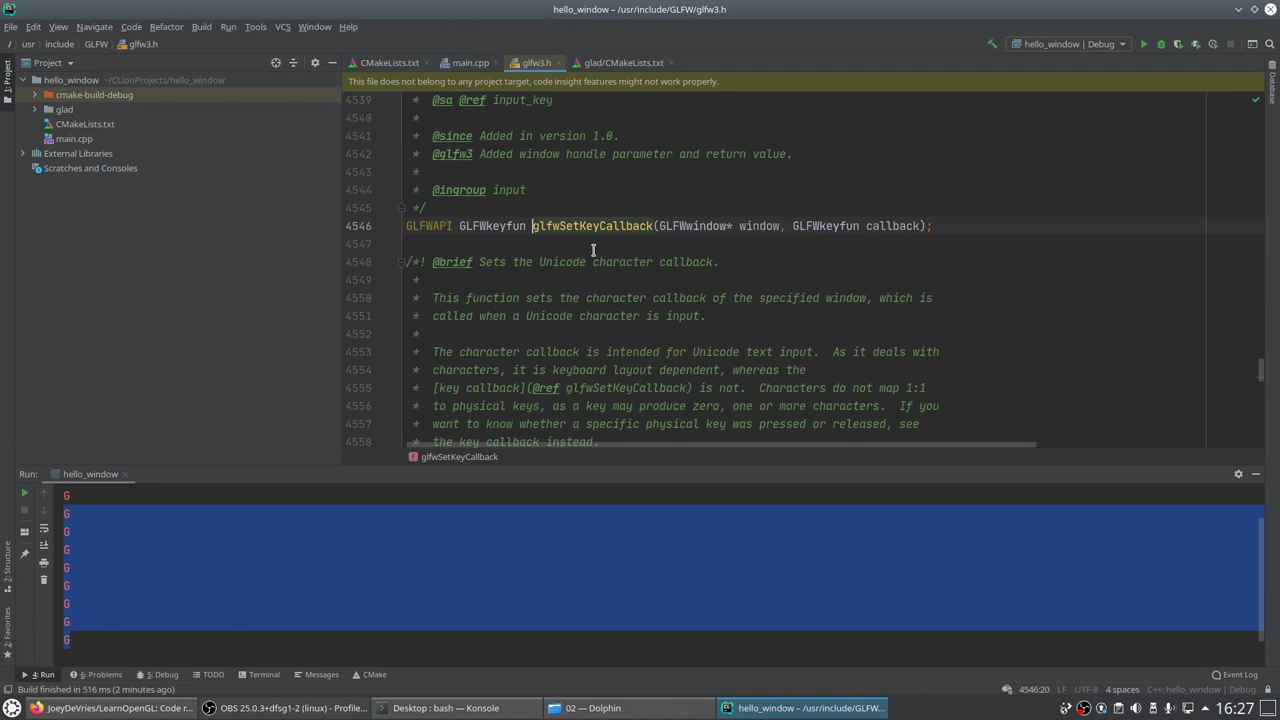 hello_window – /usr/include/GLFW/glfw3.h
File Edit View Navigate Code Refactor Build Run Tools VCS Window Help
/ usr include GLFW glfw3.h
hello_window | Debug
1: Project
Project
CMakeLists.txt main.cpp glfw3.h glad/CMakeLists.txt
Database
hello_window ~/CLionProjects/hello_window
cmake-build-debug
glad
CMakeLists.txt
main.cpp
External Libraries
Scratches and Consoles
This file does not belong to any project target, code insight features might not work properly.
4539 * @sa @ref input_key
4540 *
4541 * @since Added in version 1.0.
4542 * @glfw3 Added window handle parameter and return value.
4543 *
4544 * @ingroup input
4545 */
4546 GLFWAPI GLFWkeyfun glfwSetKeyCallback(GLFWwindow* window, GLFWkeyfun callback);
4547
4548 /*! @brief Sets the Unicode character callback.
4549 *
4550 * This function sets the character callback of the specified window, which is
4551 * called when a Unicode character is input.
4552 *
4553 * The character callback is intended for Unicode text input. As it deals with
4554 * characters, it is keyboard layout dependent, whereas the
4555 * [key callback](@ref glfwSetKeyCallback) is not. Characters do not map 1:1
4556 * to physical keys, as a key may produce zero, one or more characters. If you
4557 * want to know whether a specific physical key was pressed or released, see
4558 * the key callback instead.
f glfwSetKeyCallback
Run: hello_window
G
G
G
G
G
G
G
G
G
7: Structure
2: Favorites
4: Run 6: Problems 5: Debug TODO Terminal Messages CMake Event Log
Build finished in 516 ms (2 minutes ago)
4546:20 LF UTF-8 4 spaces C++: hello_window | Debug
JoeyDeVries/LearnOpenGL: Code r...
OBS 25.0.3+dfsg1-2 (linux) - Profile...
Desktop : bash — Konsole
02 — Dolphin
hello_window – /usr/include/GLFW...
16:27